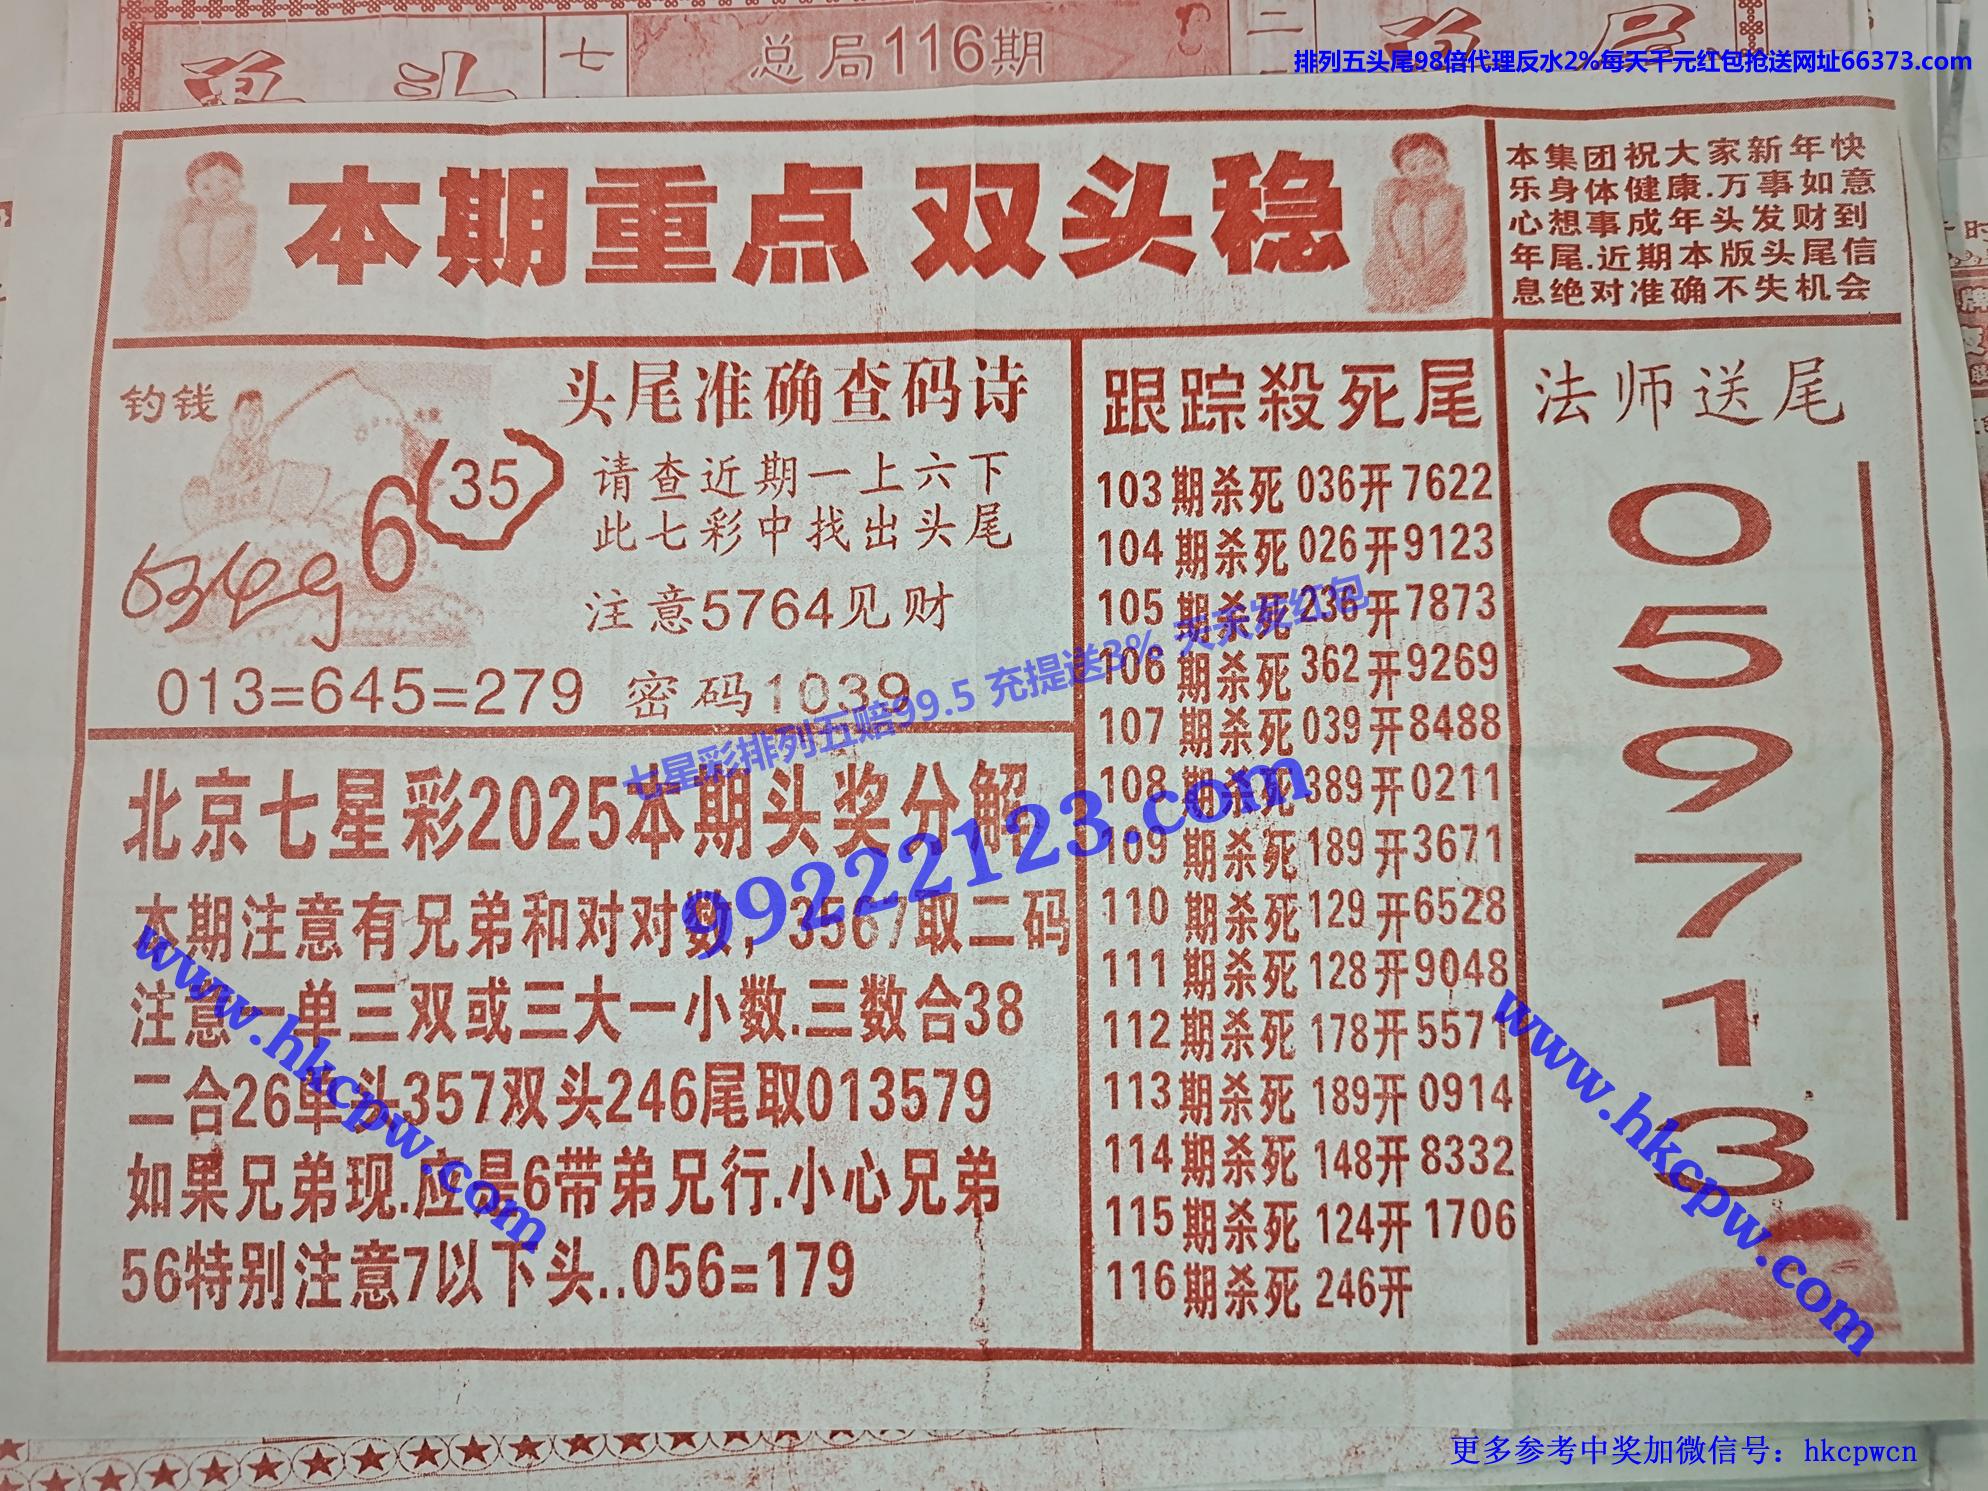 总局116期
七
二
排列五头尾98倍代理反水2%每天千元红包抢送网址66373.com
本期重点 双头稳
本集团祝大家新年快
乐身体健康.万事如意
心想事成年头发财到
年尾.近期本版头尾信
息绝对准确不失机会
钓钱
6(35)
头尾准确查码诗
请查近期一上六下
此七彩中找出头尾
注意5764见财
013=645=279 密码1039
七星彩排列五赔99.5 充提送3% 天天发红包
99222123.com
北京七星彩2025本期头奖分解
本期注意有兄弟和对对数，3567取二码
注意一单三双或三大一小数.三数合38
二合26单头357双头246尾取013579
如果兄弟现.应是6带弟兄行.小心兄弟
56特别注意7以下头..056=179
www.hkcpw.com
跟踪殺死尾
103期杀死036开7622
104期杀死026开9123
105期杀死236开7873
106期杀死362开9269
107期杀死039开8488
108期杀死389开0211
109期杀死189开3671
110期杀死129开6528
111期杀死128开9048
112期杀死178开5571
113期杀死189开0914
114期杀死148开8332
115期杀死124开1706
116期杀死246开
法师送尾
0
5
9
7
1
3
www.hkcpw.com
更多参考中奖加微信号：hkcpwcn